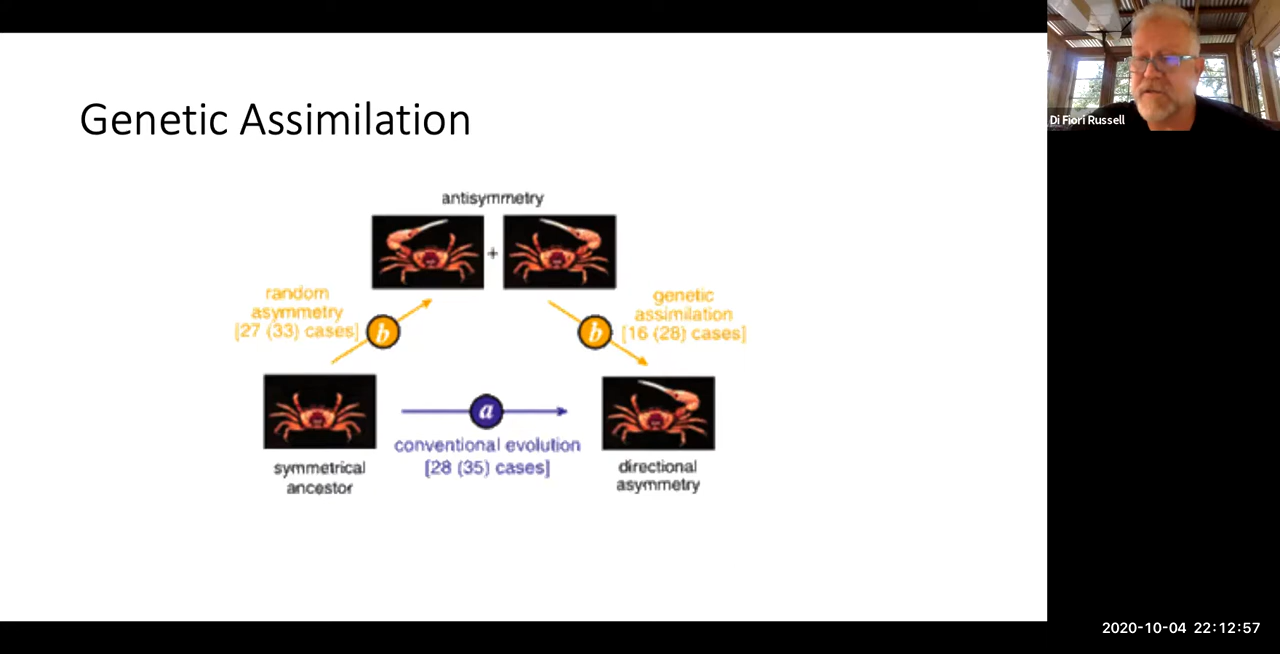 Genetic Assimilation
antisymmetry
+
random
asymmetry
[27 (33) cases]
b
b
genetic
assimilation
[16 (28) cases]
a
conventional evolution
[28 (35) cases]
symmetrical
ancestor
directional
asymmetry
Di Fiori Russell
2020-10-04 22:12:57